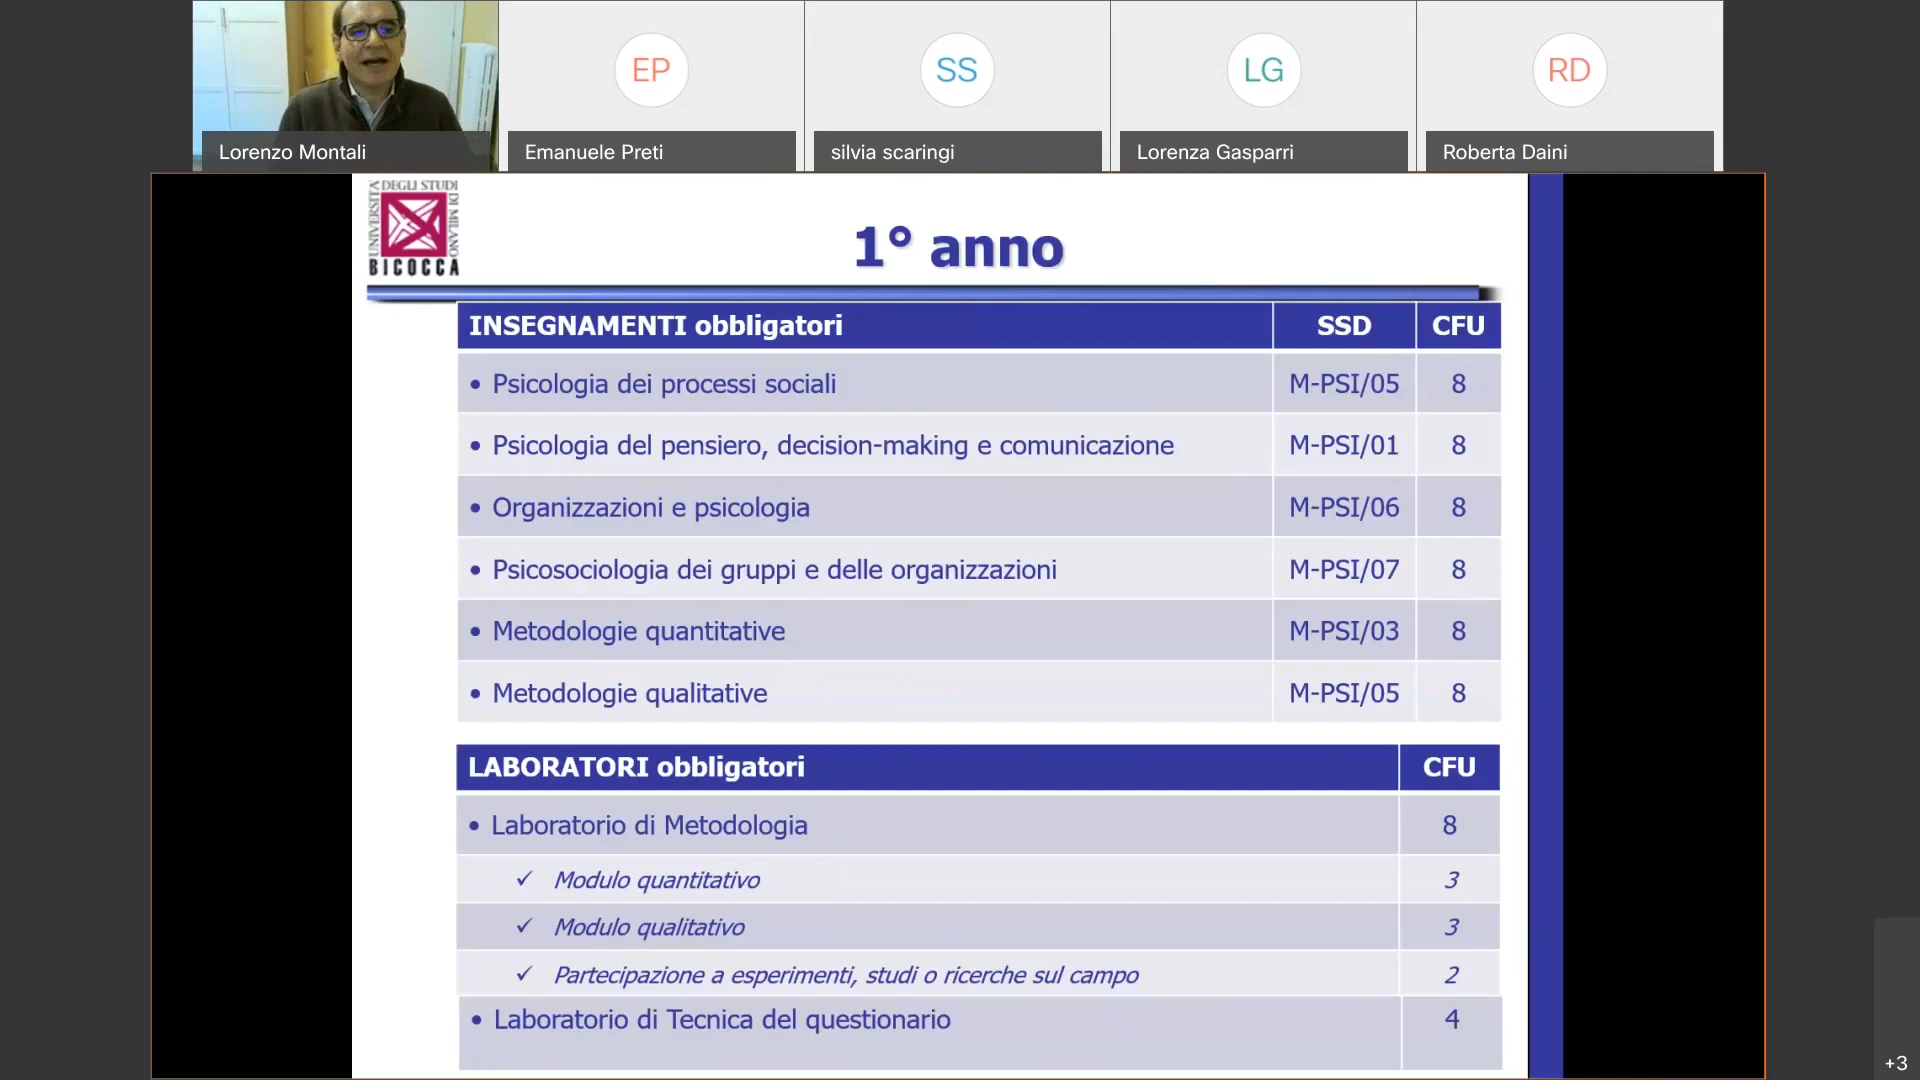 EP
SS
LG
RD
Lorenzo Montali
Emanuele Preti
silvia scaringi
Lorenza Gasparri
Roberta Daini
UNIVERSITÀ
DEGLI STUDI
DI MILANO
BICOCCA
1° anno
INSEGNAMENTI obbligatori SSD CFU
• Psicologia dei processi sociali M-PSI/05 8
• Psicologia del pensiero, decision-making e comunicazione M-PSI/01 8
• Organizzazioni e psicologia M-PSI/06 8
• Psicosociologia dei gruppi e delle organizzazioni M-PSI/07 8
• Metodologie quantitative M-PSI/03 8
• Metodologie qualitative M-PSI/05 8
LABORATORI obbligatori CFU
• Laboratorio di Metodologia 8
✓ Modulo quantitativo 3
✓ Modulo qualitativo 3
✓ Partecipazione a esperimenti, studi o ricerche sul campo 2
• Laboratorio di Tecnica del questionario 4
+3